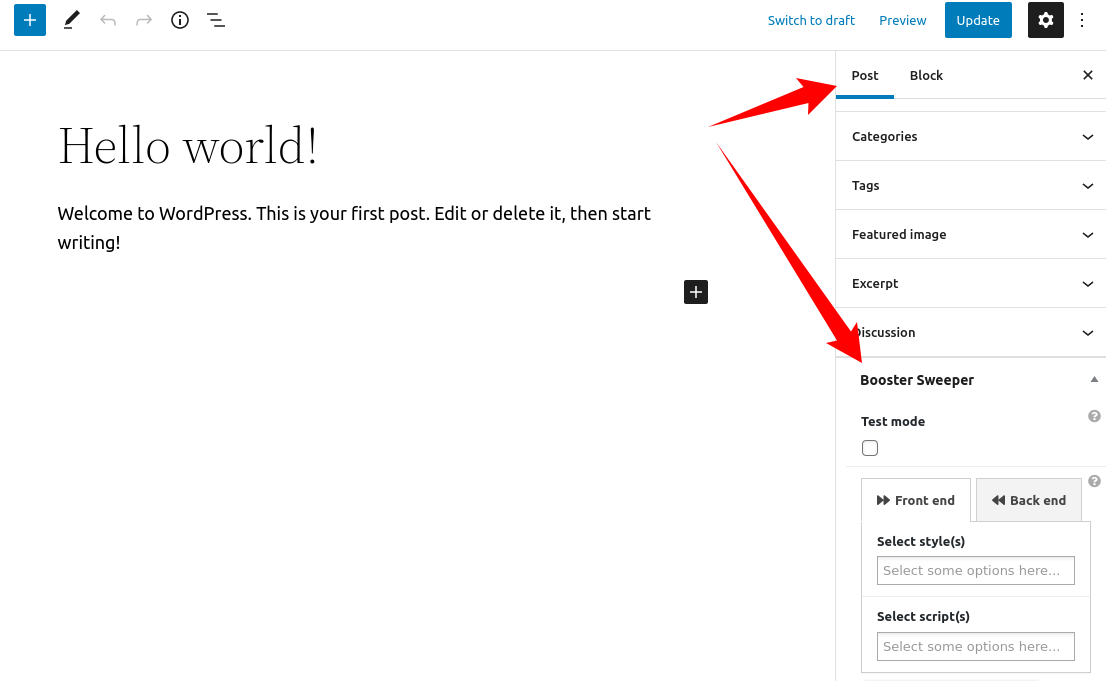 Switch to draft Preview Update
Post Block
Categories
Hello world!
Tags
Welcome to WordPress. This is your first post. Edit or delete it, then start
writing!
Featured image
Excerpt
Discussion
Booster Sweeper
Test mode
Front end Back end
Select style(s)
Select some options here...
Select script(s)
Select some options here...